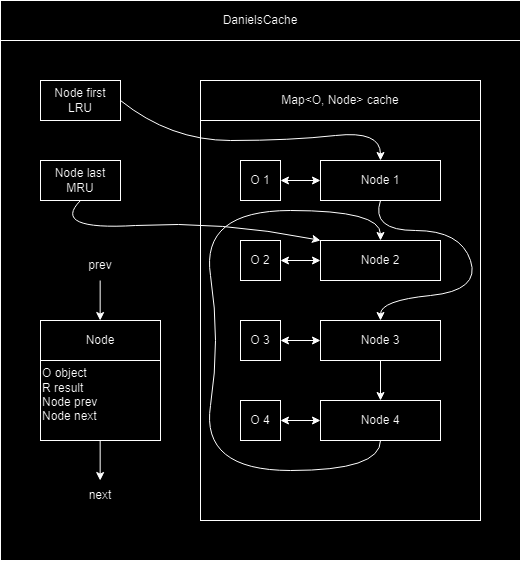 DanielsCache
Node first
LRU
Map<O, Node> cache
Node last
MRU
O 1
Node 1
O 2
Node 2
prev
Node
O object
R result
Node prev
Node next
O 3
Node 3
O 4
Node 4
next